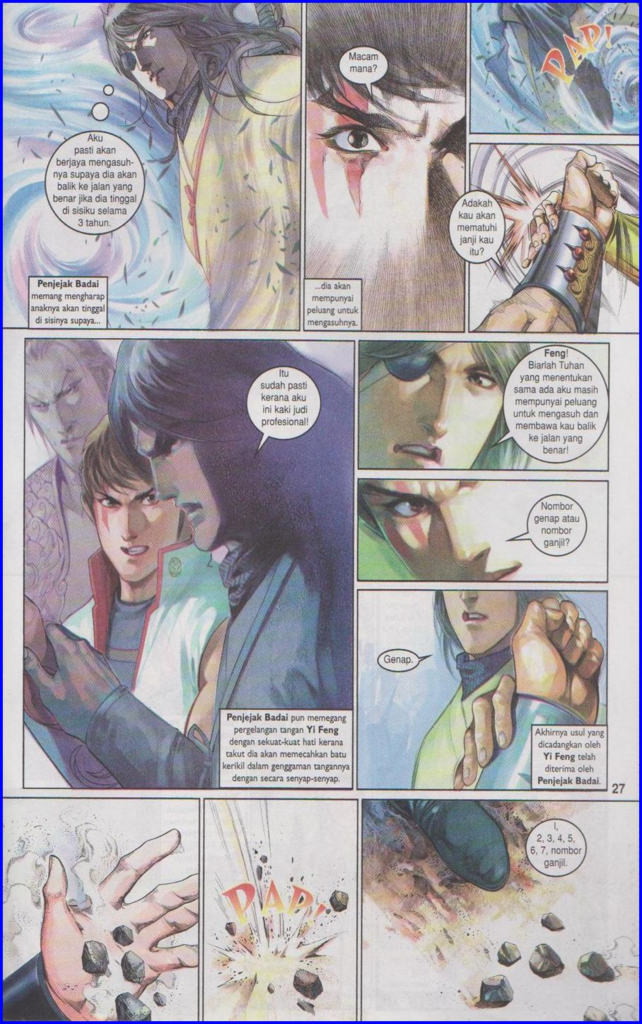 Aku
pasti akan
berjaya mengasuh-
nya supaya dia akan
balik ke jalan yang
benar jika dia tinggal
di sisiku selama
3 tahun.
Penjejak Badai
memang mengharap
anaknya akan tinggal
di sisinya supaya...
Macam
mana?
...dia akan
mempunyai
peluang untuk
mengasuhnya.
PAP!
Adakah
kau akan
mematuhi
janji kau
itu?
Itu
sudah pasti
kerana aku
ini kaki judi
profesional!
Penjejak Badai pun memegang
pergelangan tangan Yi Feng
dengan sekuat-kuat hati kerana
takut dia akan memecahkan batu
kerikil dalam genggaman tangannya
dengan secara senyap-senyap.
Feng!
Biarlah Tuhan
yang menentukan
sama ada aku masih
mempunyai peluang
untuk mengasuh dan
membawa kau balik
ke jalan yang
benar!
Nombor
genap atau
nombor
ganjil?
Genap.
Akhirnya usul yang
dicadangkan oleh
Yi Feng telah
diterima oleh
Penjejak Badai.
27
PAP!
1,
2, 3, 4, 5,
6, 7, nombor
ganjil.